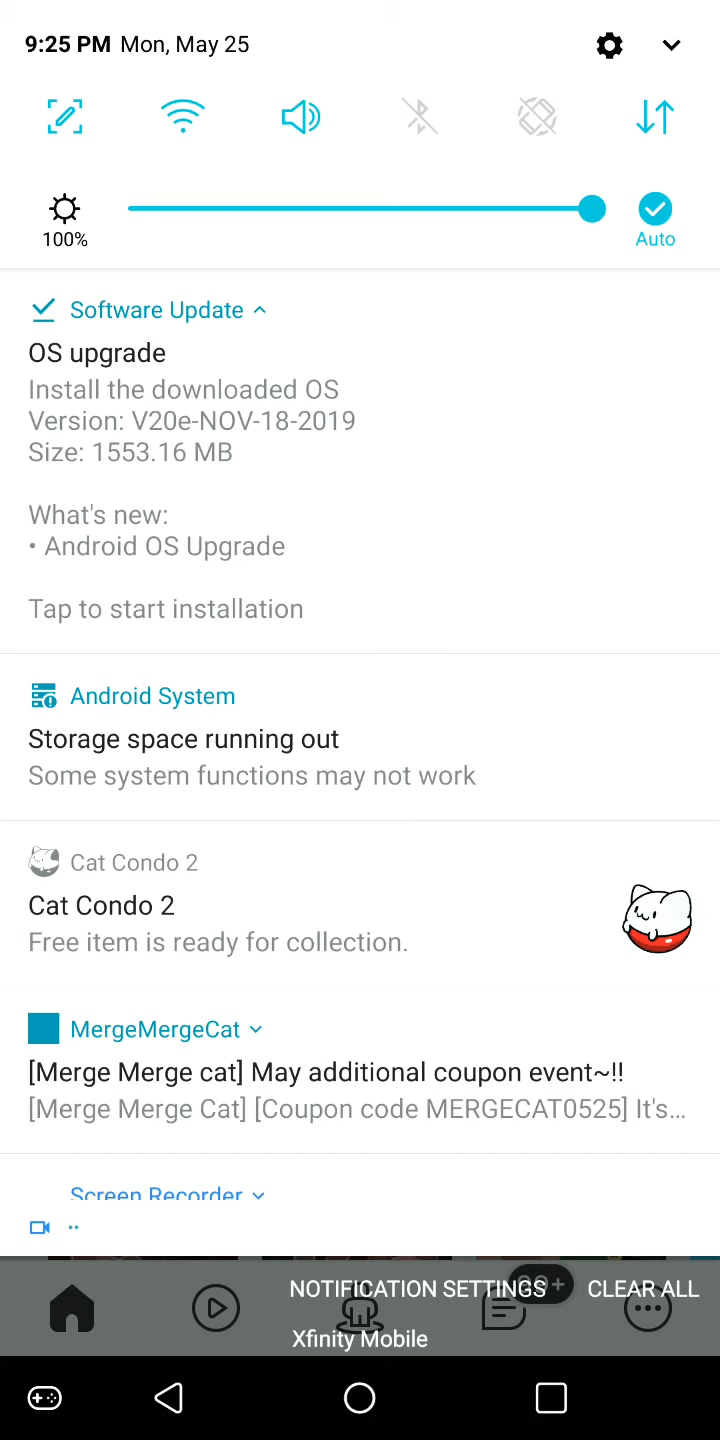 9:25 PM Mon, May 25
100%
Auto
Software Update
OS upgrade
Install the downloaded OS
Version: V20e-NOV-18-2019
Size: 1553.16 MB
What's new:
• Android OS Upgrade
Tap to start installation
Android System
Storage space running out
Some system functions may not work
Cat Condo 2
Cat Condo 2
Free item is ready for collection.
MergeMergeCat
[Merge Merge cat] May additional coupon event~!!
[Merge Merge Cat] [Coupon code MERGECAT0525] It's...
Screen Recorder
NOTIFICATION SETTINGS
CLEAR ALL
Xfinity Mobile